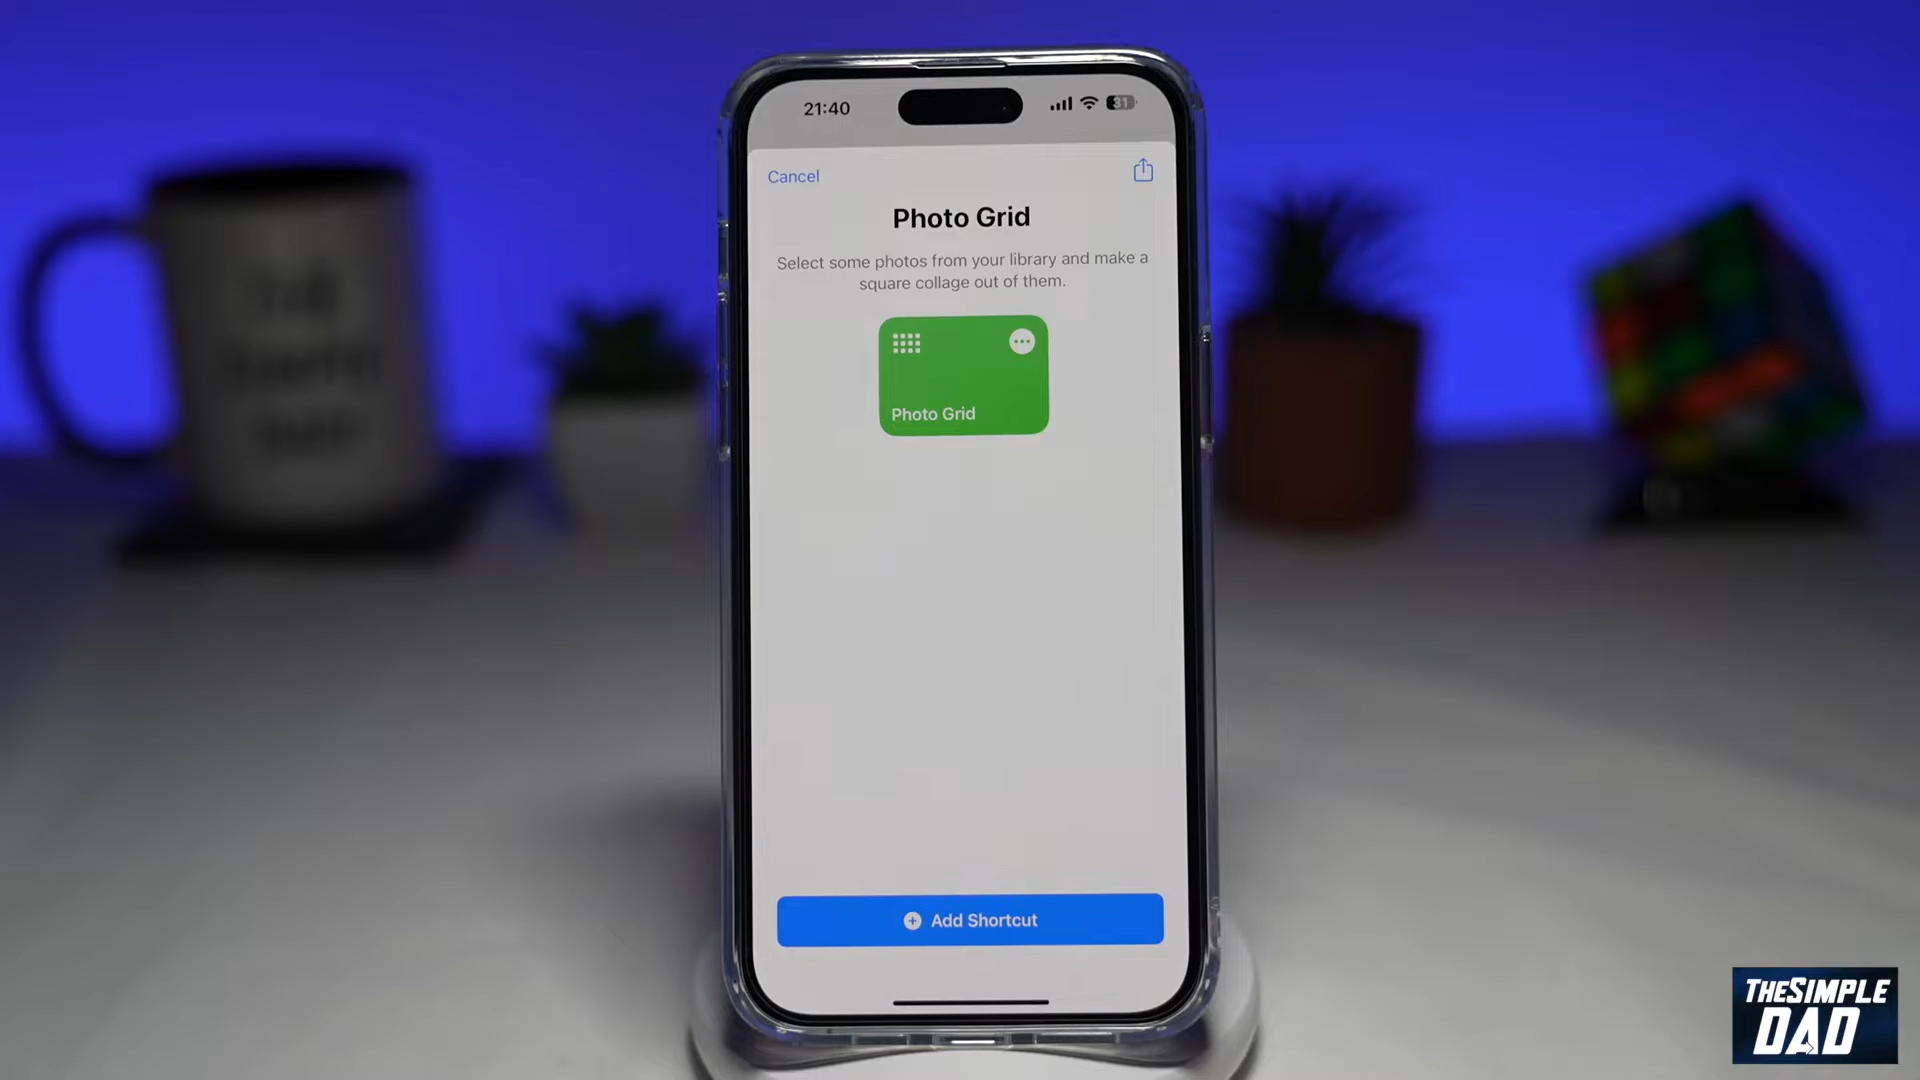 21:40
31
Cancel
Photo Grid
Select some photos from your library and make a
square collage out of them.
Photo Grid
Add Shortcut
THESIMPLE
DAD